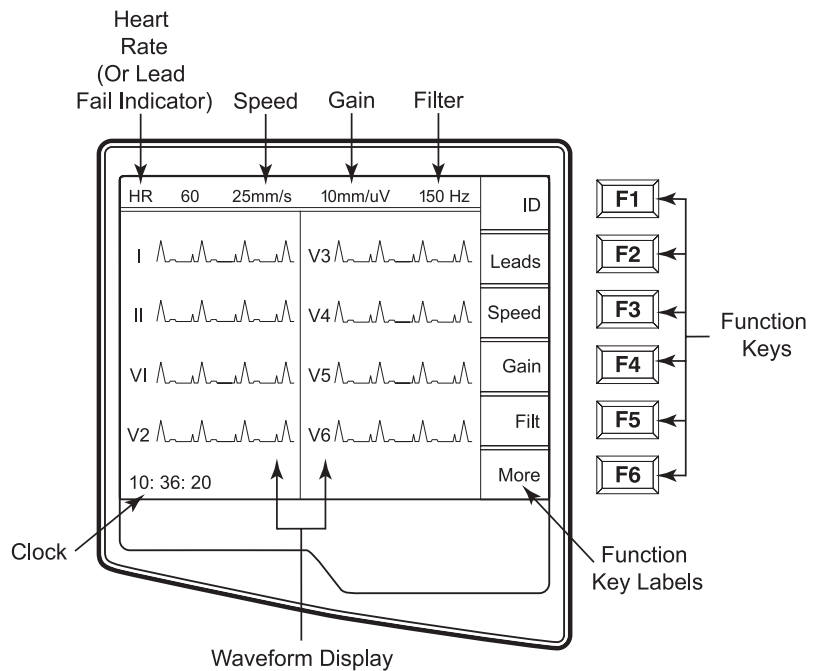 Heart
Rate
(Or Lead
Fail Indicator)
Speed
Gain
Filter
HR 60 25mm/s 10mm/uV 150 Hz
ID
F1
I
V3
Leads
F2
II
V4
Speed
F3
VI
V5
Gain
F4
V2
V6
Filt
F5
10: 36: 20
More
F6
Function
Keys
Clock
Function
Key Labels
Waveform Display